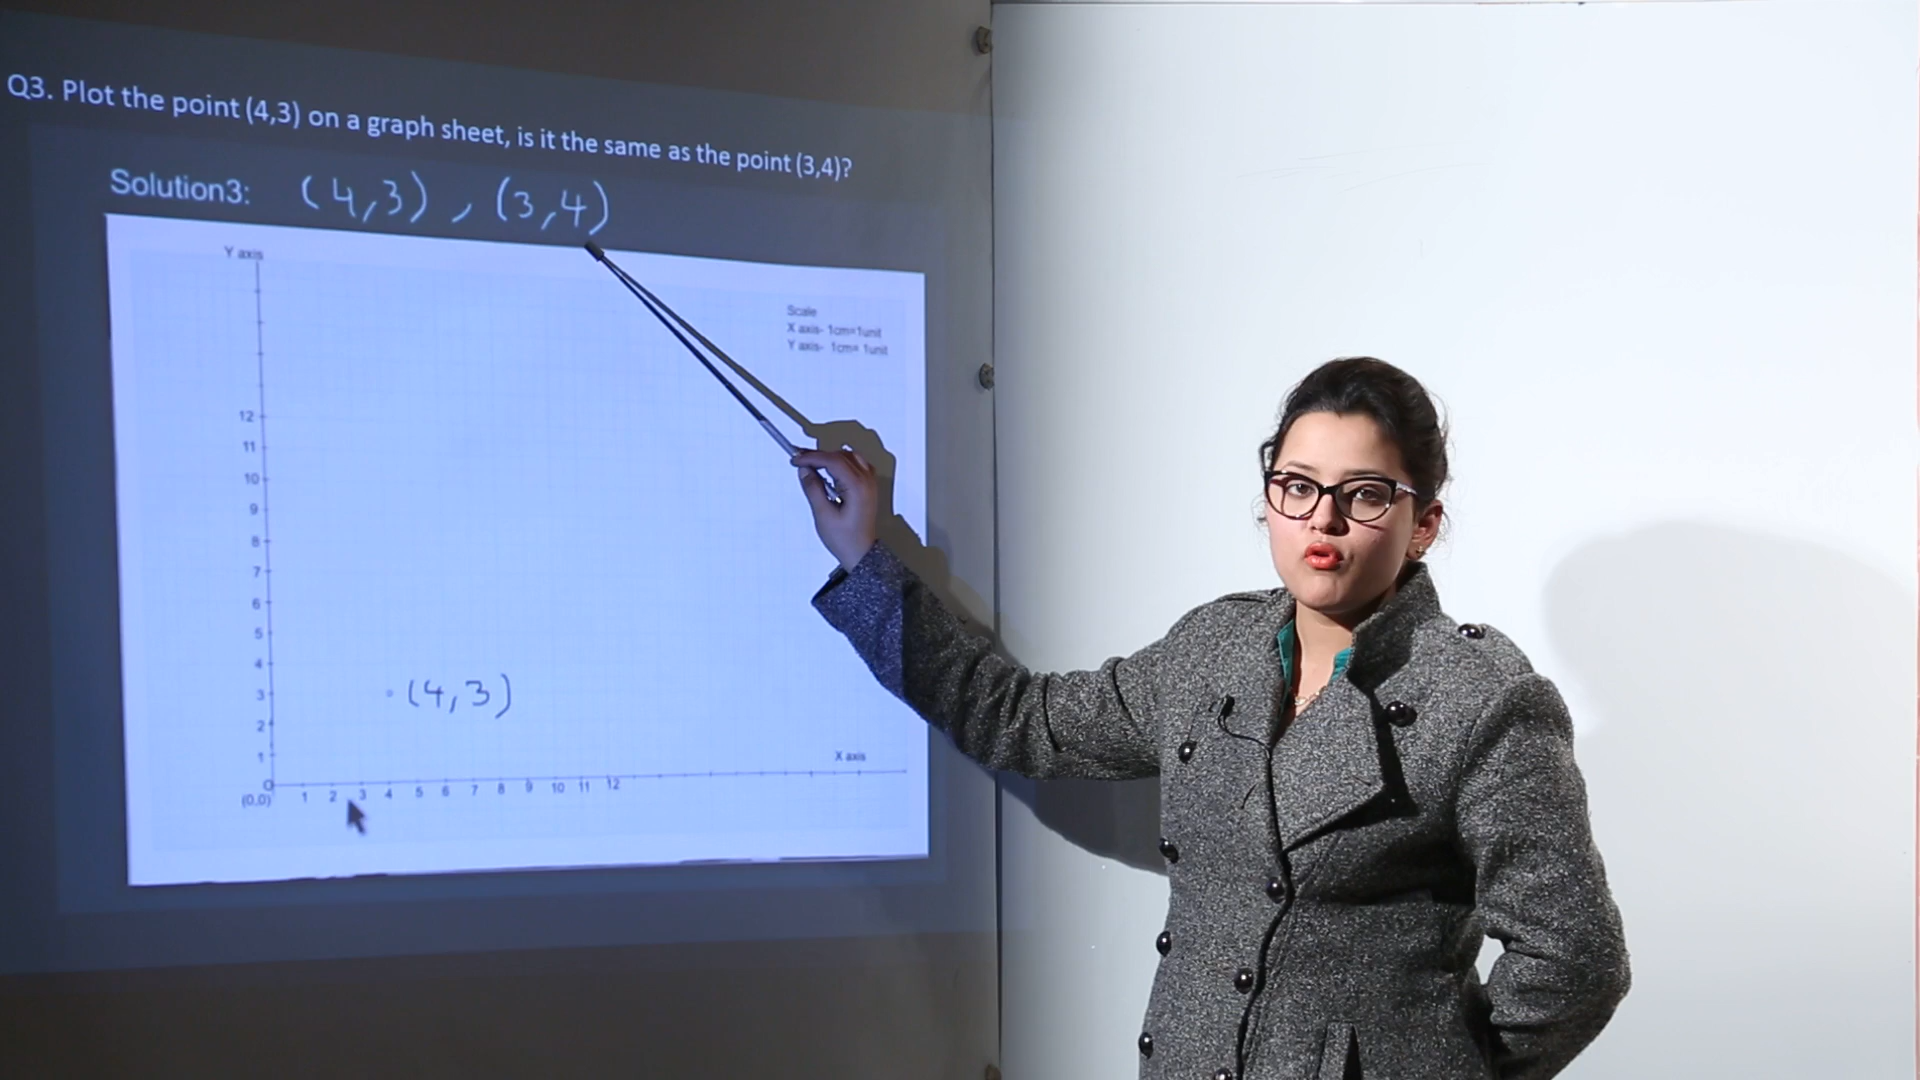 Q3. Plot the point (4,3) on a graph sheet, is it the same as the point (3,4)?
Solution3: (4,3) , (3,4)
Y axis
Scale
X axis- 1cm=1unit
Y axis- 1cm= 1unit
12
11
10
9
8
7
6
5
4
3
(4,3)
2
1
X axis
0
(0,0)
1 2 3 4 5 6 7 8 9 10 11 12